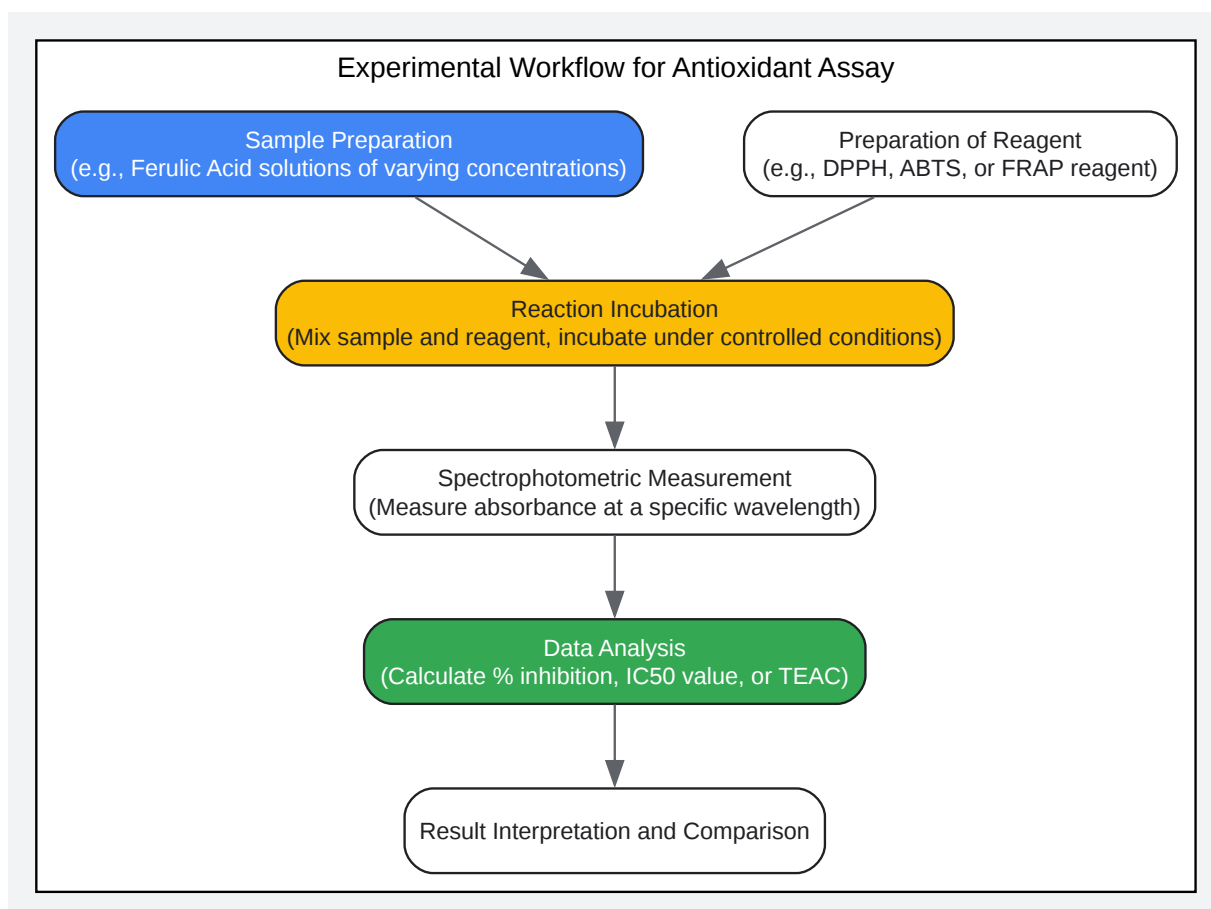 Experimental Workflow for Antioxidant Assay
Sample Preparation
(e.g., Ferulic Acid solutions of varying concentrations)
Preparation of Reagent
(e.g., DPPH, ABTS, or FRAP reagent)
Reaction Incubation
(Mix sample and reagent, incubate under controlled conditions)
Spectrophotometric Measurement
(Measure absorbance at a specific wavelength)
Data Analysis
(Calculate % inhibition, IC50 value, or TEAC)
Result Interpretation and Comparison